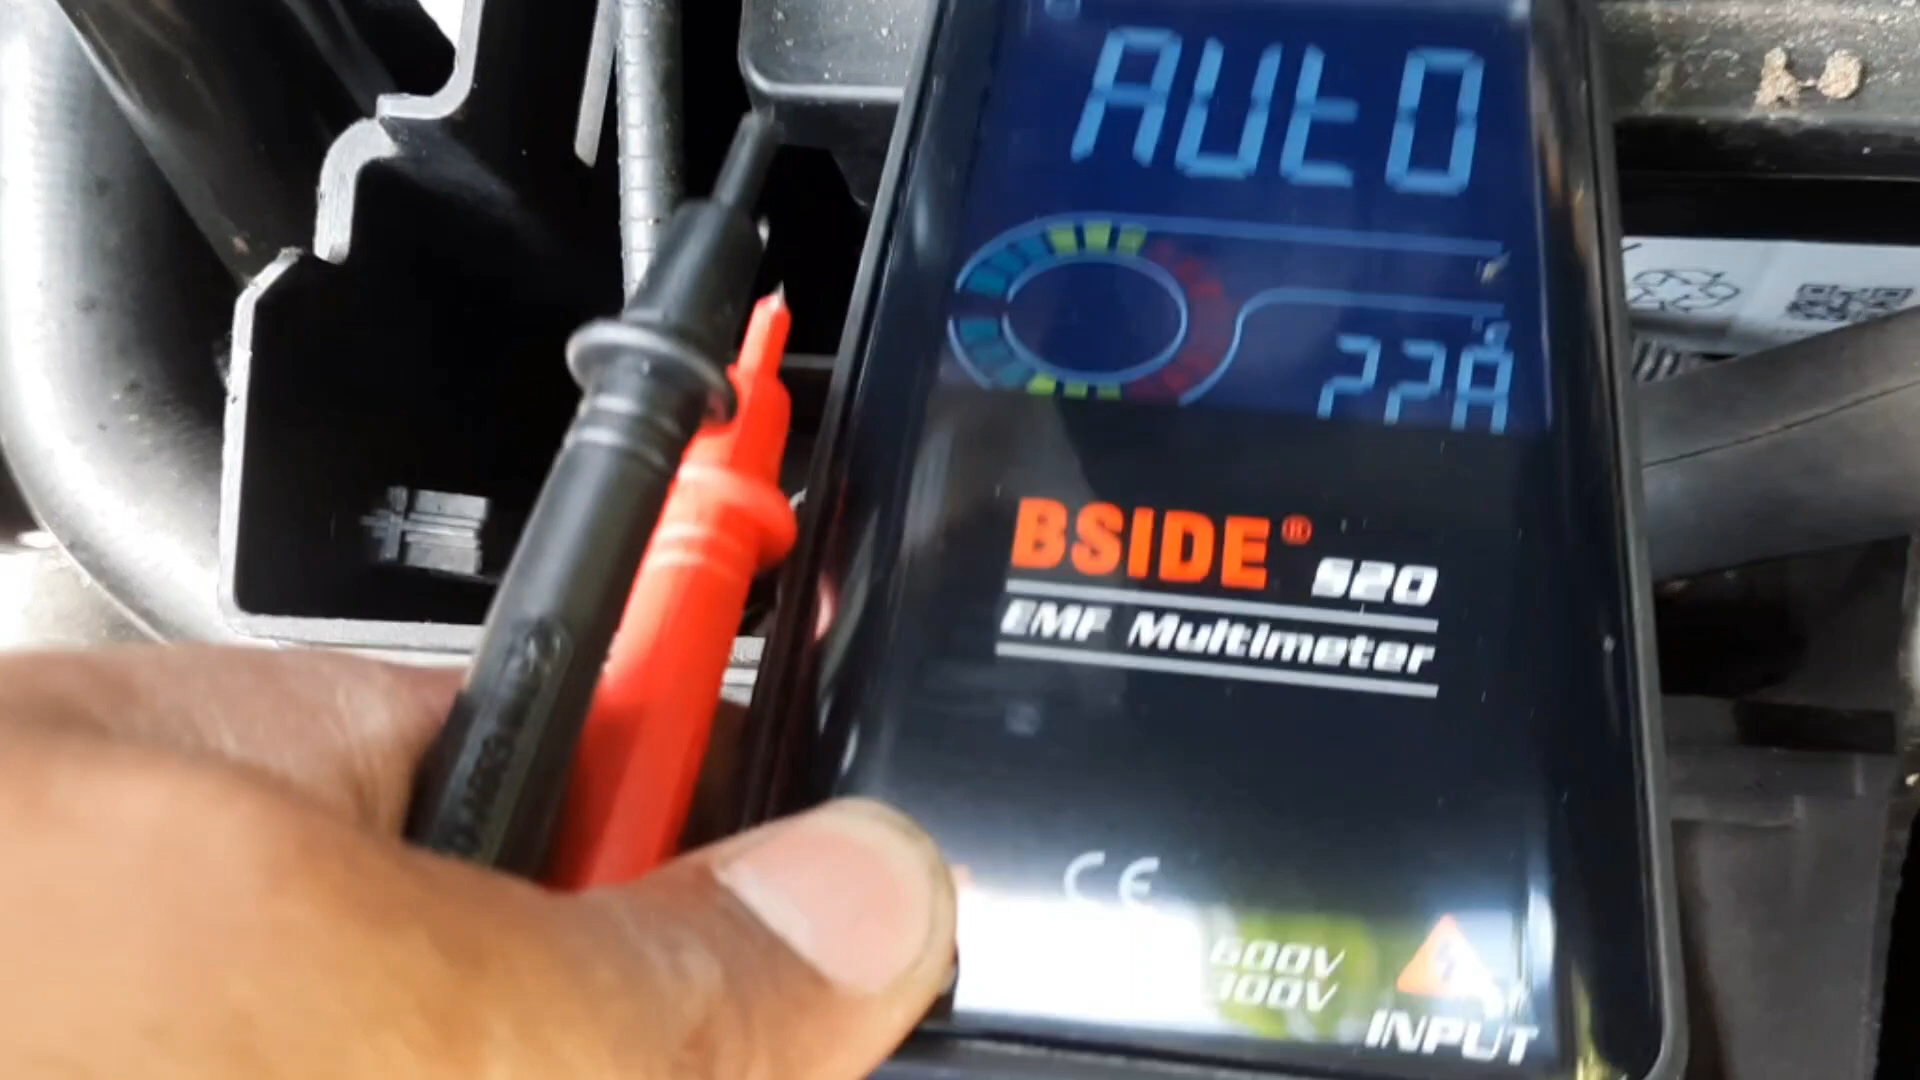 AUtO
22A
BSIDE® S20
EMF Multimeter
CE
600V
INPUT